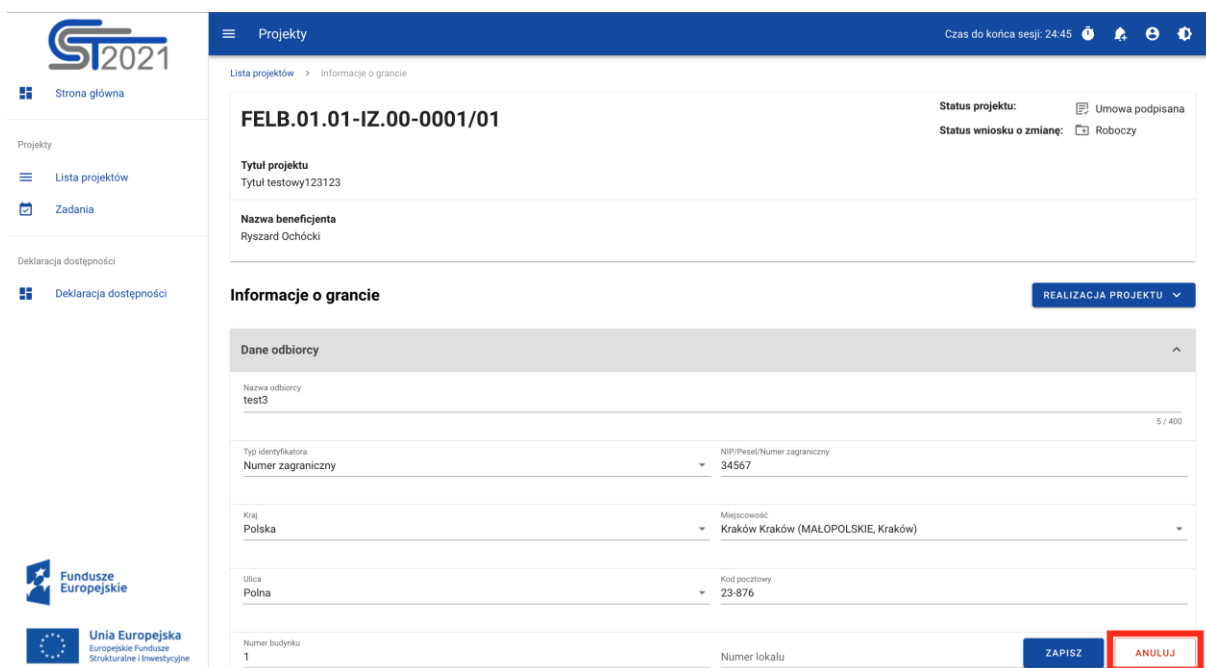 CST2021
Strona główna
Projekty
Lista projektów
Zadania
Deklaracja dostępności
Deklaracja dostępności
Fundusze
Europejskie
Unia Europejska
Europejskie Fundusze
Strukturalne i Inwestycyjne
Projekty
Czas do końca sesji: 24:45
Lista projektów > Informacje o grancie
FELB.01.01-IZ.00-0001/01
Status projektu: Umowa podpisana
Status wniosku o zmianę: Roboczy
Tytuł projektu
Tytuł testowy123123
Nazwa beneficjenta
Ryszard Ochócki
Informacje o grancie
REALIZACJA PROJEKTU
Dane odbiorcy
Nazwa odbiorcy
test3
5 / 400
Typ identyfikatora
Numer zagraniczny
NIP/Pesel/Numer zagraniczny
34567
Kraj
Polska
Miejscowość
Kraków Kraków (MAŁOPOLSKIE, Kraków)
Ulica
Polna
Kod pocztowy
23-876
Numer budynku
1
Numer lokalu
ZAPISZ
ANULUJ